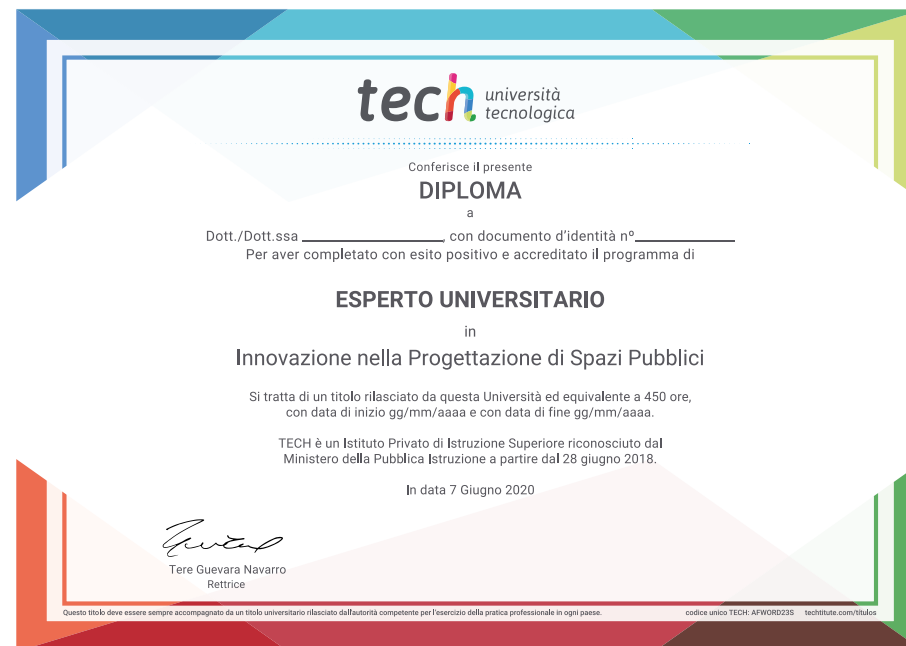 tech università
tecnologica
Conferisce il presente
DIPLOMA
a
Dott./Dott.ssa ____________________, con documento d'identità nº______________
Per aver completato con esito positivo e accreditato il programma di
ESPERTO UNIVERSITARIO
in
Innovazione nella Progettazione di Spazi Pubblici
Si tratta di un titolo rilasciato da questa Università ed equivalente a 450 ore,
con data di inizio gg/mm/aaaa e con data di fine gg/mm/aaaa.
TECH è un Istituto Privato di Istruzione Superiore riconosciuto dal
Ministero della Pubblica Istruzione a partire dal 28 giugno 2018.
In data 7 Giugno 2020
Tere Guevara Navarro
Rettrice
Questo titolo deve essere sempre accompagnato da un titolo universitario rilasciato dall'autorità competente per l'esercizio della pratica professionale in ogni paese. codice unico TECH: AFWORD23S techtitute.com/titulos